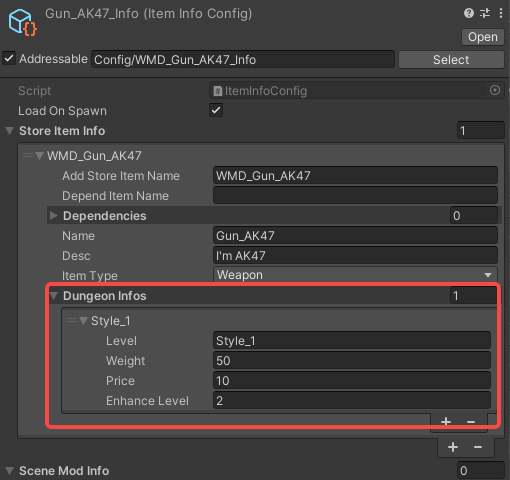 Gun_AK47_Info (Item Info Config)
Open
Addressable Config/WMD_Gun_AK47_Info Select
Script ItemInfoConfig
Load On Spawn
Store Item Info 1
WMD_Gun_AK47
Add Store Item Name WMD_Gun_AK47
Depend Item Name
Dependencies 0
Name Gun_AK47
Desc I'm AK47
Item Type Weapon
Dungeon Infos 1
Style_1
Level Style_1
Weight 50
Price 10
Enhance Level 2
Scene Mod Info 0